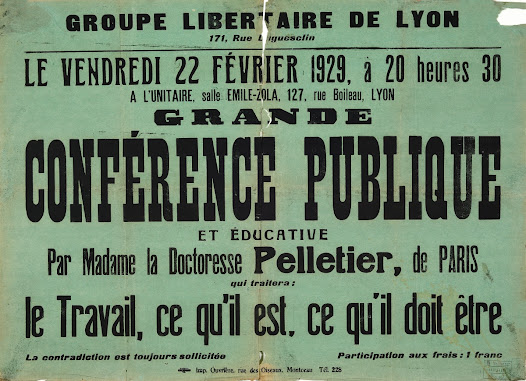 GROUPE LIBERTAIRE DE LYON
171, Rue Duguesclin
LE VENDREDI 22 FÉVRIER 1929, à 20 heures 30
A L'UNITAIRE, salle EMILE-ZOLA, 127, rue Boileau, LYON
GRANDE
CONFÉRENCE PUBLIQUE
ET ÉDUCATIVE
Par Madame la Doctoresse Pelletier, de PARIS
qui traitera :
le Travail, ce qu'il est, ce qu'il doit être
La contradiction est toujours sollicitée
Participation aux frais : 1 franc
Imp. Ouvrière, rue des Oiseaux, Montceau Tél. 228